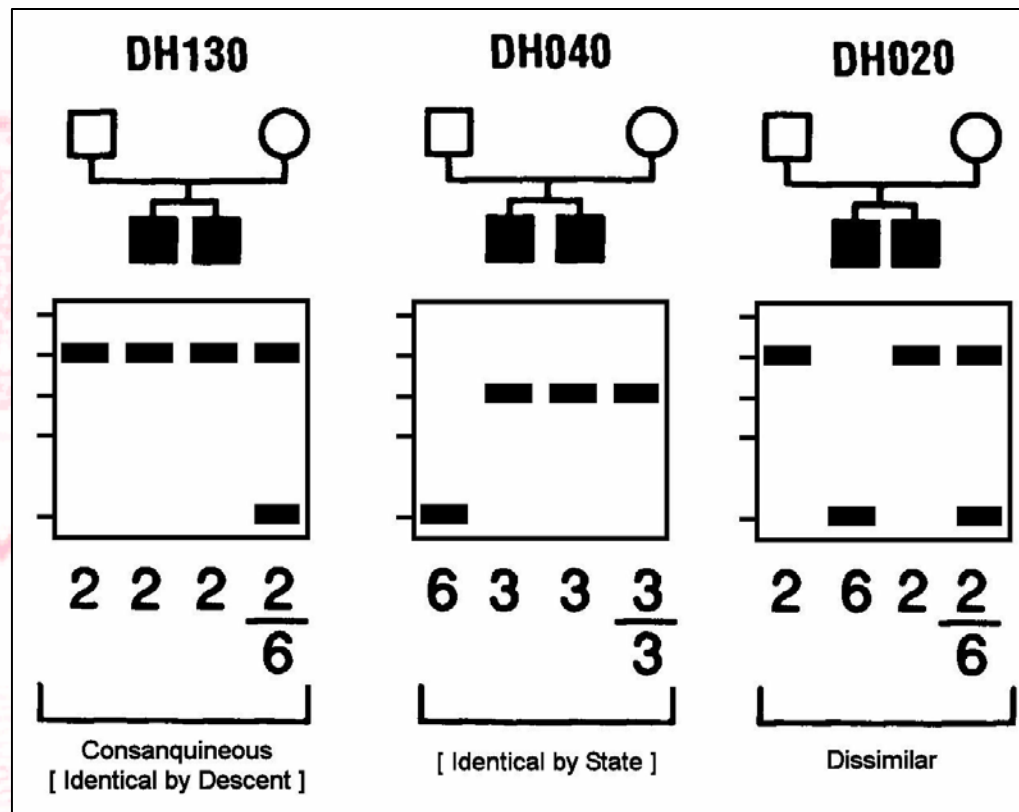 DH130
DH040
DH020
2 2 2 2
6
6 3 3 3
3
2 6 2 2
6
Consanquineous
[ Identical by Descent ]
[ Identical by State ]
Dissimilar